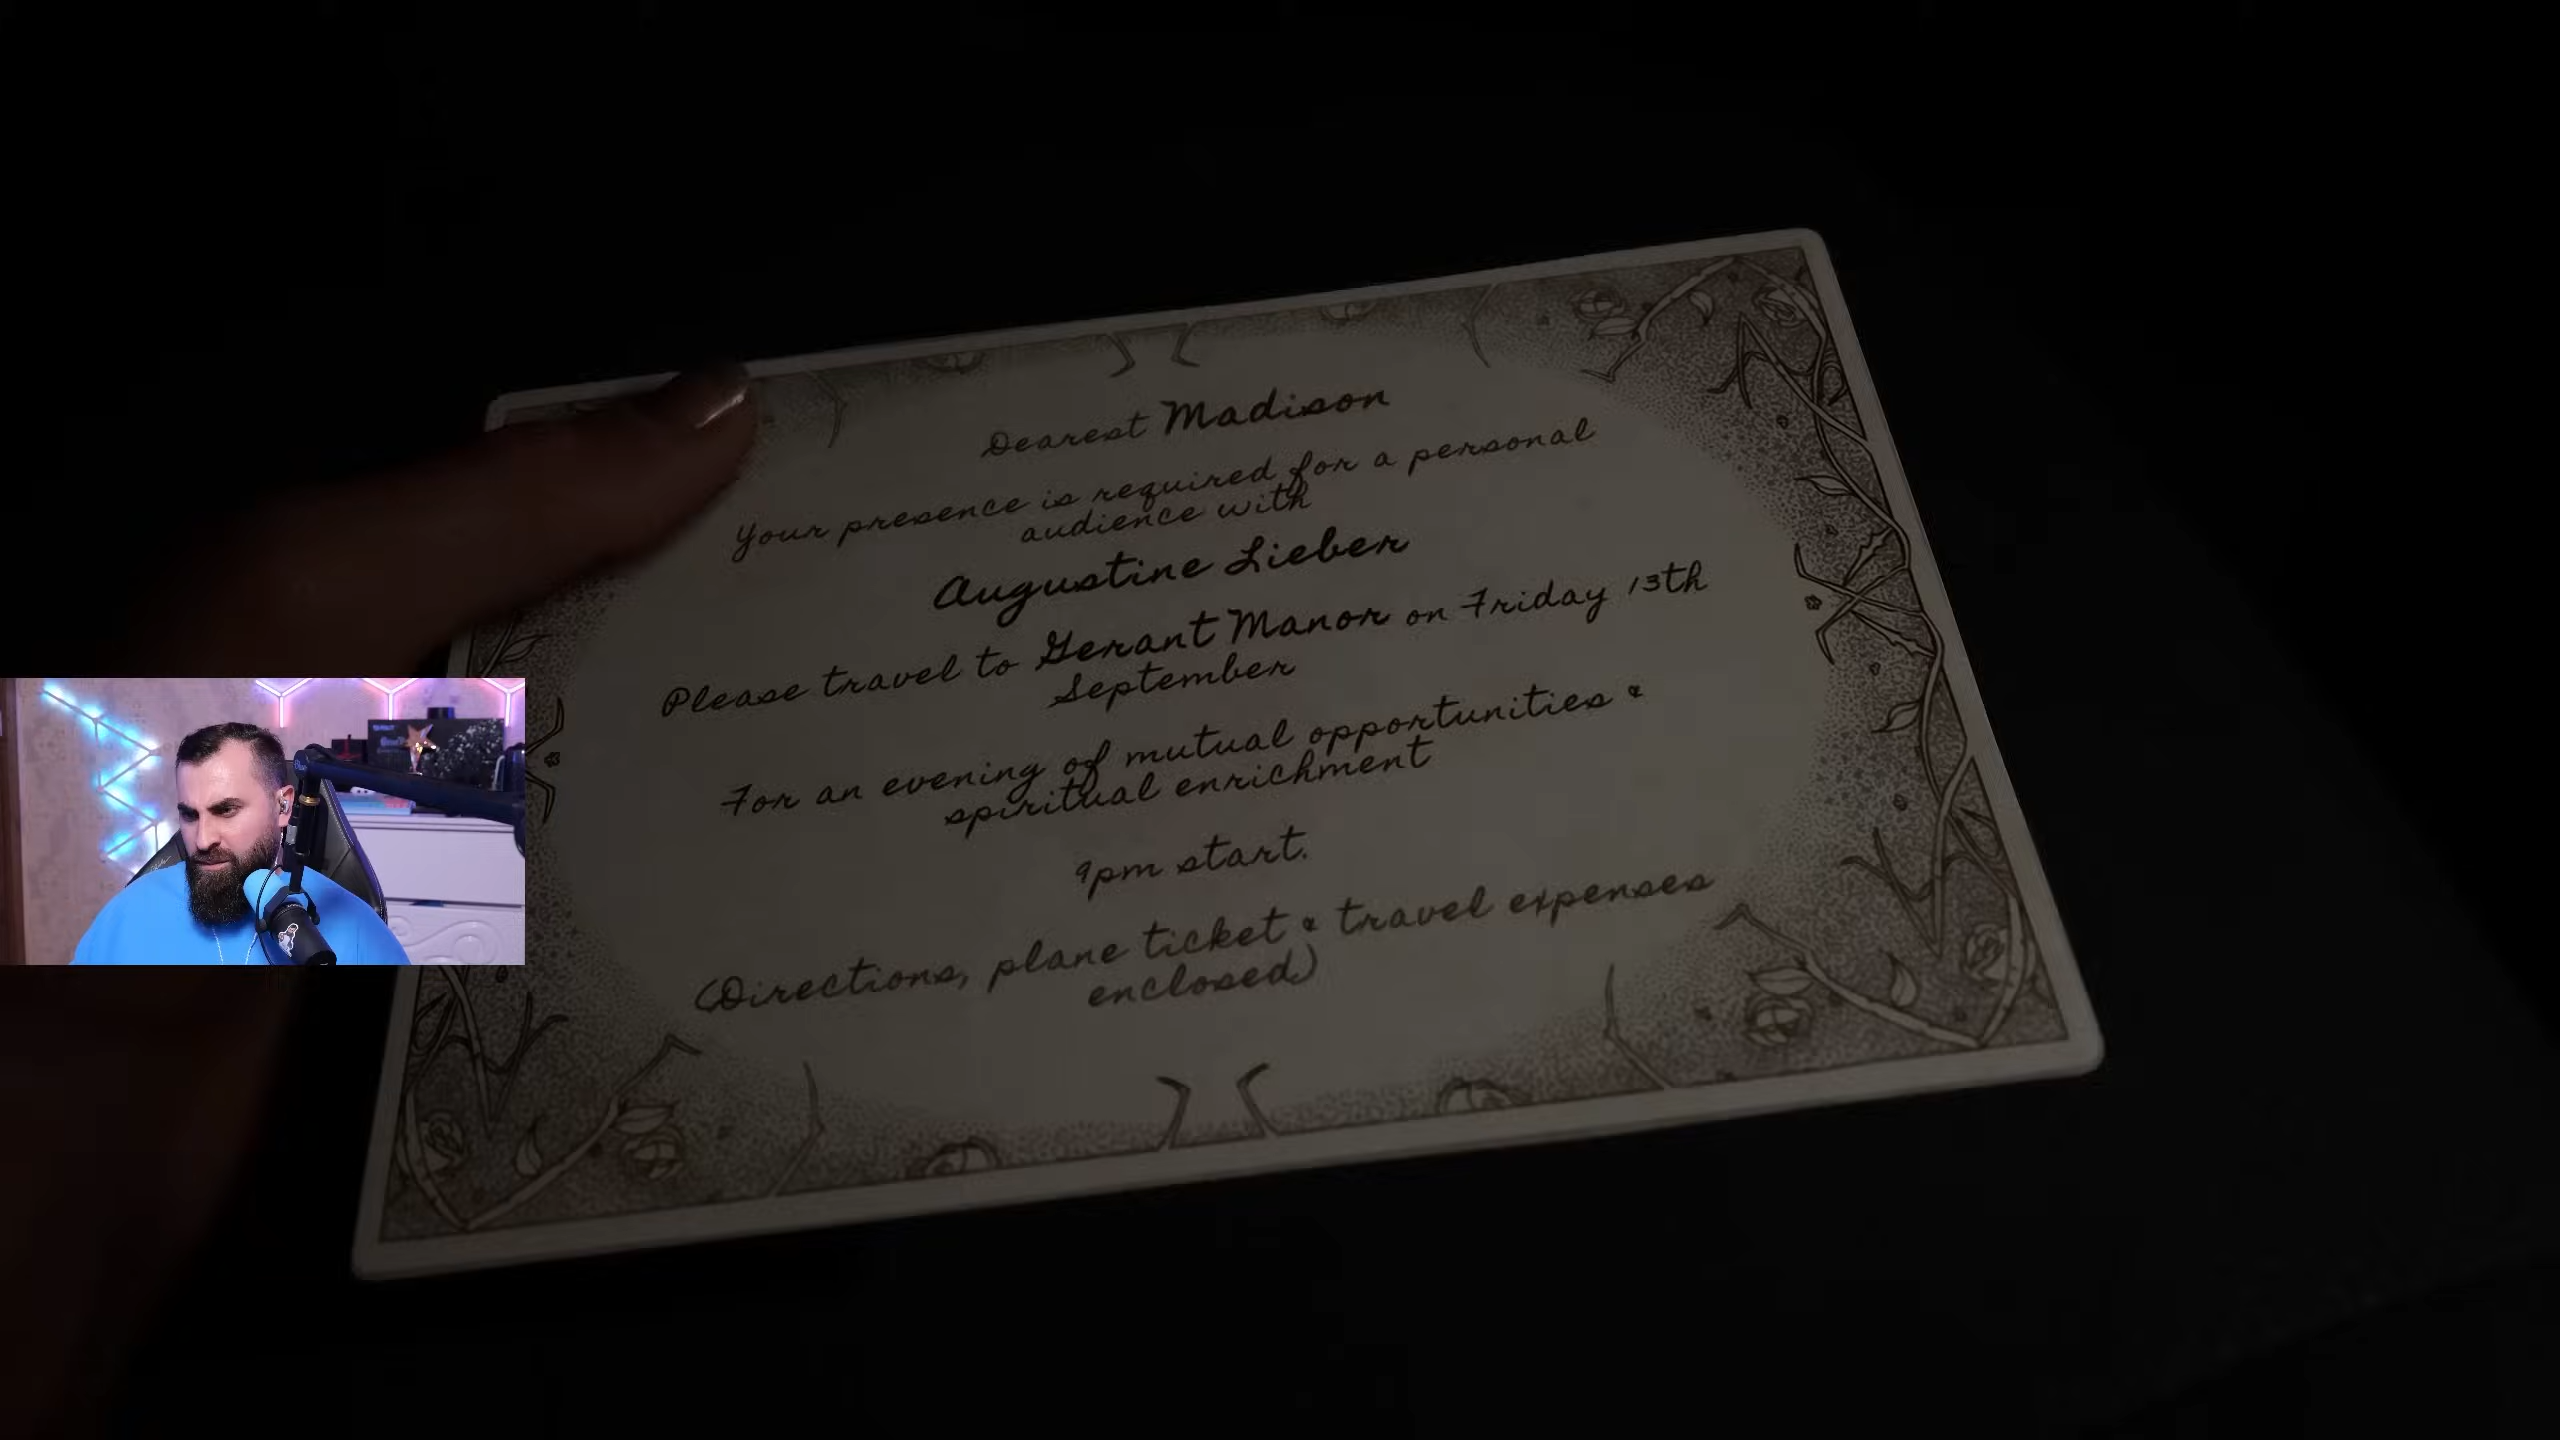 Dearest Madison
Your presence is required for a personal
audience with
Augustine Lieber
Please travel to Gerant Manor on Friday 13th
September
For an evening of mutual opportunities &
spiritual enrichment
9pm start.
(Directions, plane ticket & travel expenses
enclosed)